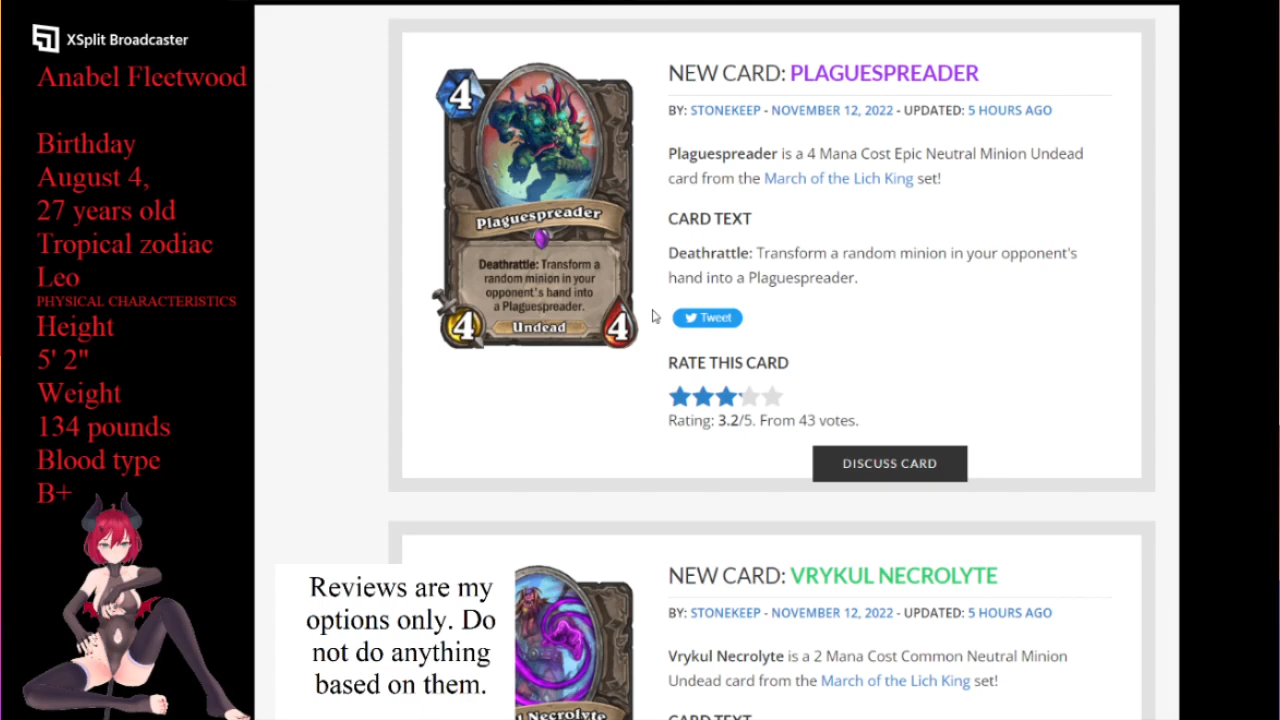 XSplit Broadcaster
Anabel Fleetwood
Birthday
August 4,
27 years old
Tropical zodiac
Leo
PHYSICAL CHARACTERISTICS
Height
5' 2"
Weight
134 pounds
Blood type
B+
4
Plaguespreader
Deathrattle: Transform a
random minion in your
opponent's hand into
a Plaguespreader.
4
Undead
4
NEW CARD: PLAGUESPREADER
BY: STONEKEEP - NOVEMBER 12, 2022 - UPDATED: 5 HOURS AGO
Plaguespreader is a 4 Mana Cost Epic Neutral Minion Undead
card from the March of the Lich King set!
CARD TEXT
Deathrattle: Transform a random minion in your opponent's
hand into a Plaguespreader.
Tweet
RATE THIS CARD
Rating: 3.2/5. From 43 votes.
DISCUSS CARD
Reviews are my
options only. Do
not do anything
based on them.
Necrolyte
NEW CARD: VRYKUL NECROLYTE
BY: STONEKEEP - NOVEMBER 12, 2022 - UPDATED: 5 HOURS AGO
Vrykul Necrolyte is a 2 Mana Cost Common Neutral Minion
Undead card from the March of the Lich King set!
CARD TEXT